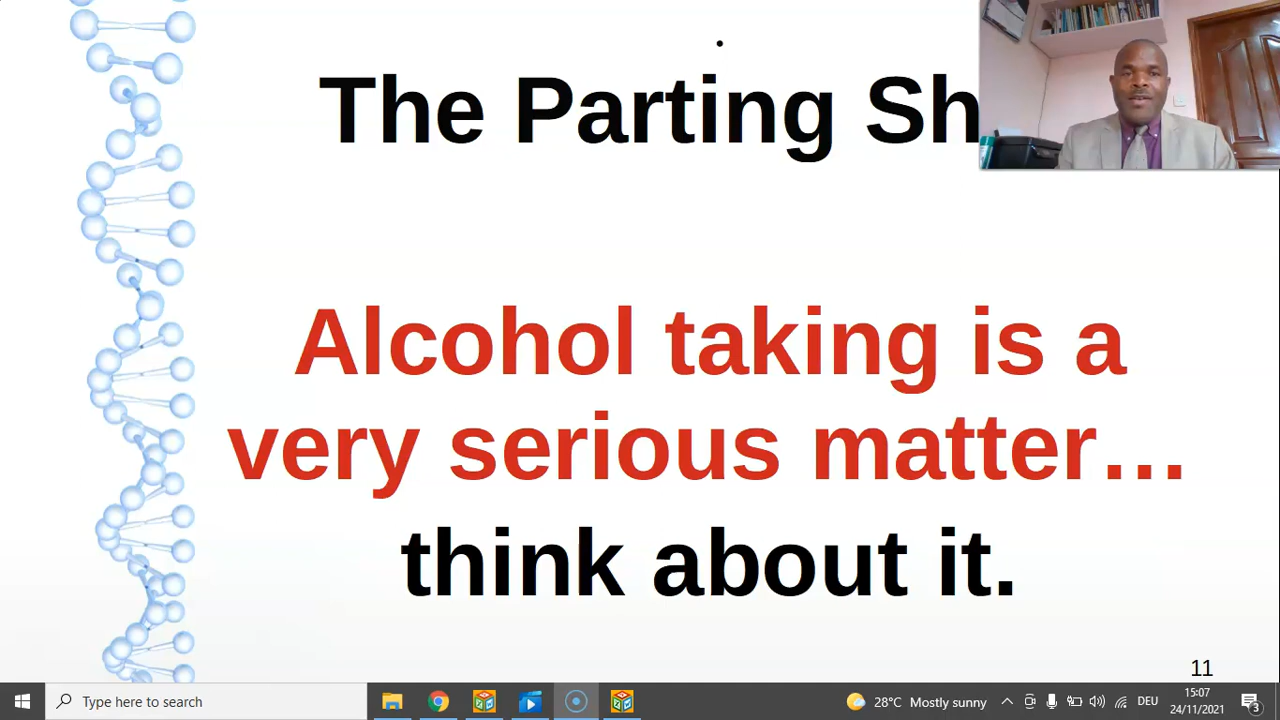 The Parting Sh
Alcohol taking is a
very serious matter…
think about it.
11
Type here to search
28°C Mostly sunny
DEU
15:07
24/11/2021
3